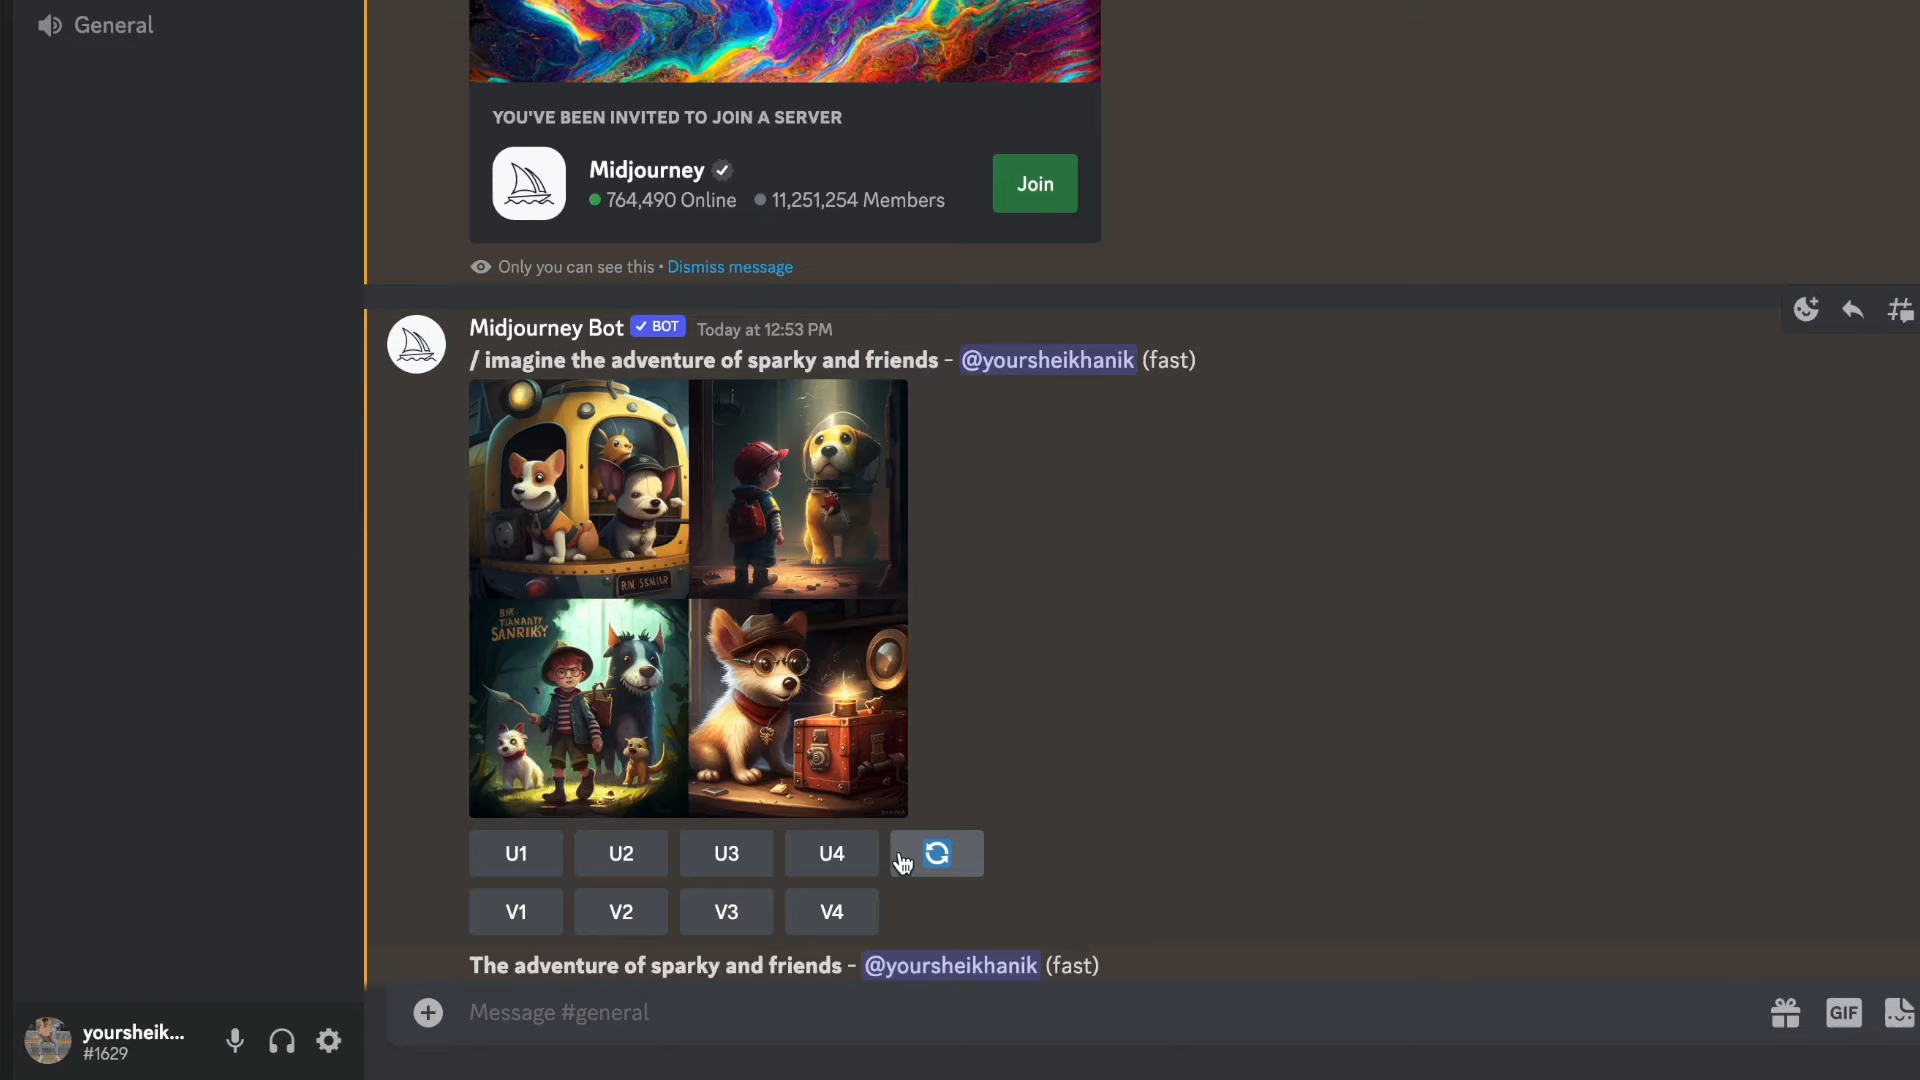 General
YOU'VE BEEN INVITED TO JOIN A SERVER
Midjourney
764,490 Online 11,251,254 Members
Join
Only you can see this • Dismiss message
Midjourney Bot ✓ BOT Today at 12:53 PM
/ imagine the adventure of sparky and friends - @yoursheikhanik (fast)
SANRIKY
U1 U2 U3 U4
V1 V2 V3 V4
The adventure of sparky and friends - @yoursheikhanik (fast)
Message #general
GIF
yoursheik...
#1629